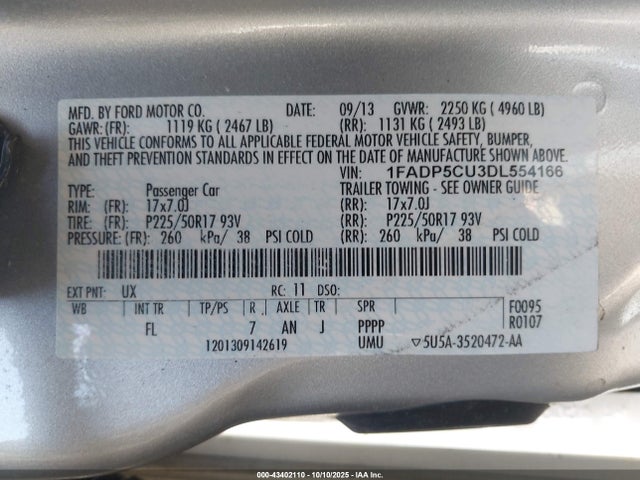 MFD. BY FORD MOTOR CO. DATE: 09/13 GVWR: 2250 KG ( 4960 LB)
GAWR: (FR): 1119 KG ( 2467 LB) (RR): 1131 KG ( 2493 LB)
THIS VEHICLE CONFORMS TO ALL APPLICABLE FEDERAL MOTOR VEHICLE SAFETY, BUMPER,
AND THEFT PREVENTION STANDARDS IN EFFECT ON THE DATE OF MANUFACTURE SHOWN ABOVE.
VIN: 1FADP5CU3DL554166
TYPE: Passenger Car TRAILER TOWING - SEE OWNER GUIDE
RIM: (FR): 17x7.0J (RR): 17x7.0J
TIRE: (FR): P225/50R17 93V (RR): P225/50R17 93V
PRESSURE: (FR): 260 kPa/ 38 PSI COLD (RR): 260 kPa/ 38 PSI COLD
EXT PNT: UX RC: 11 DSO:
WB INT TR TP/PS R AXLE TR SPR F0095
FL 7 AN J PPPP R0107
1201309142619 UMU ▽5U5A-3520472-AA
000-43402110 - 10/10/2025 - IAA Inc.